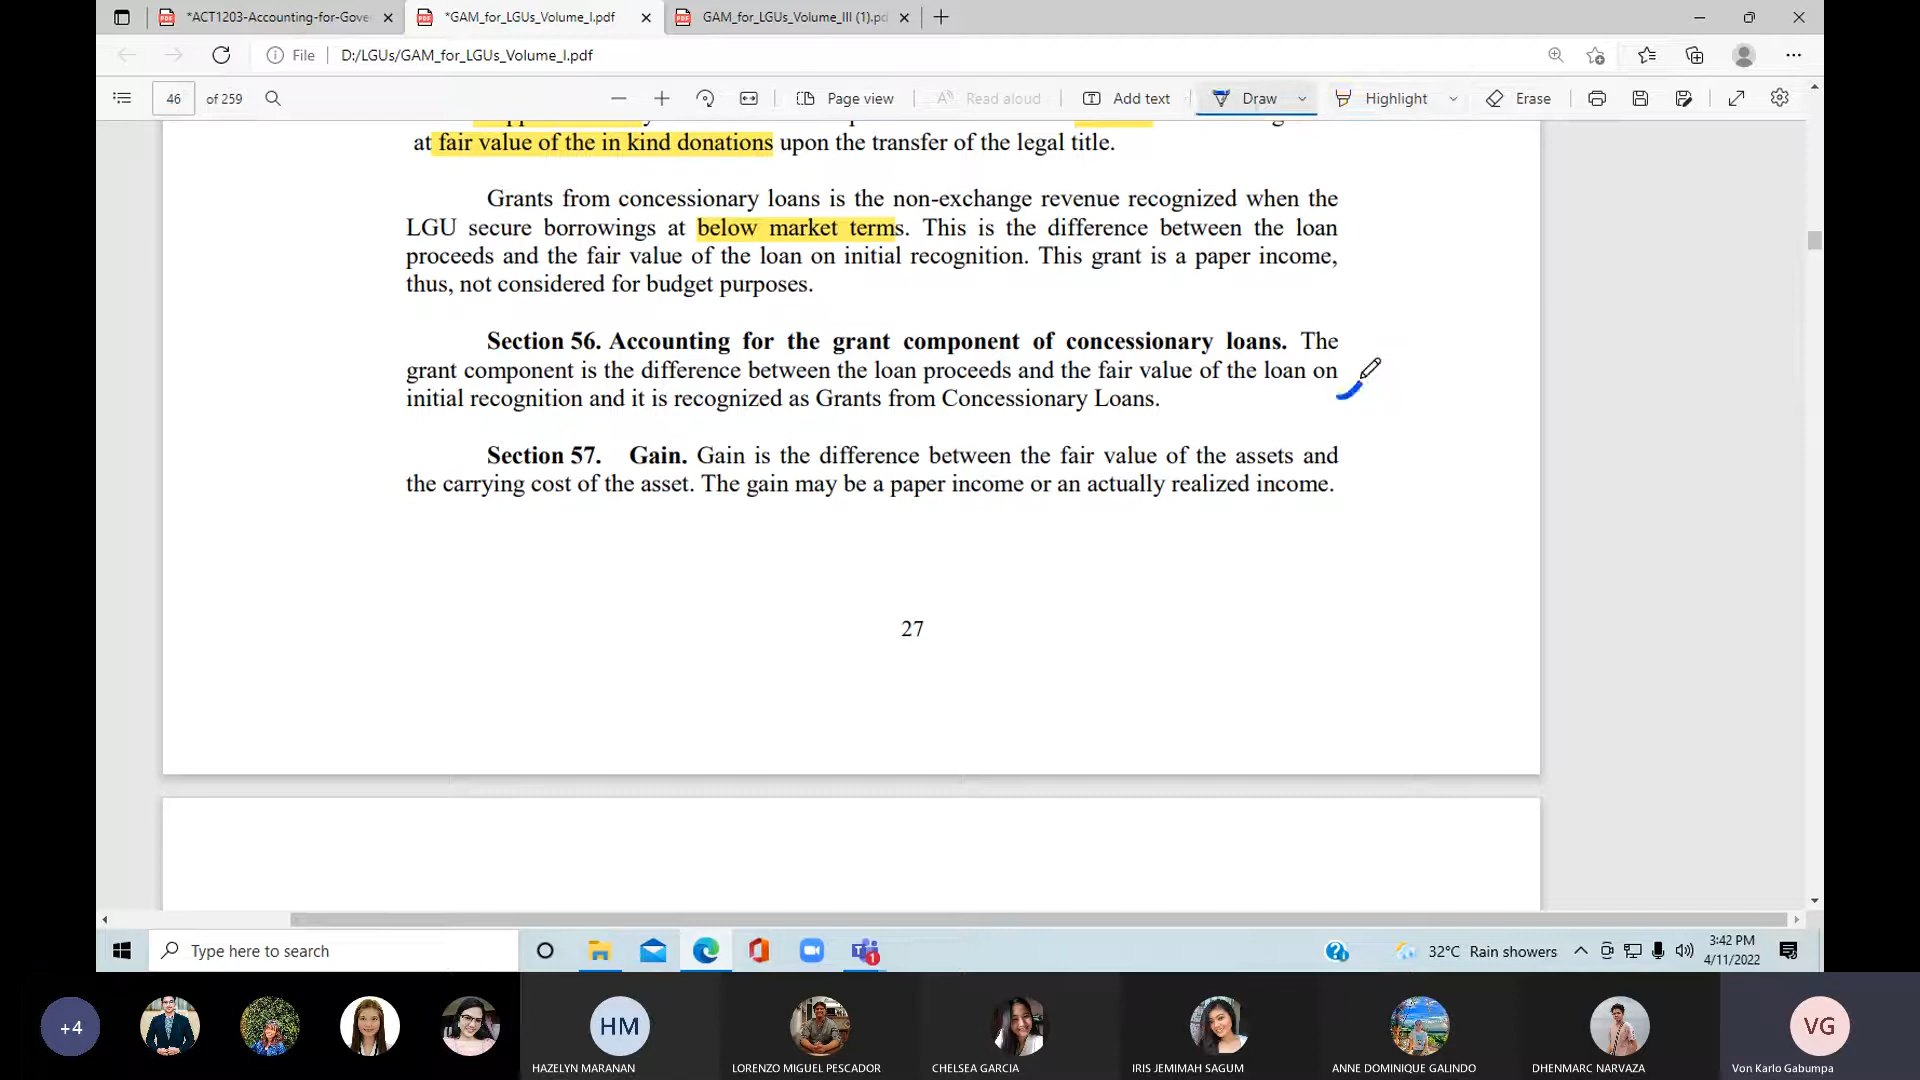 *ACT1203-Accounting-for-Gove
*GAM_for_LGUs_Volume_I.pdf
GAM_for_LGUs_Volume_III (1).pd
File
D:/LGUs/GAM_for_LGUs_Volume_I.pdf
46
of 259
Page view
Read aloud
Add text
Draw
Highlight
Erase
at fair value of the in kind donations upon the transfer of the legal title.
Grants from concessionary loans is the non-exchange revenue recognized when the
LGU secure borrowings at below market terms. This is the difference between the loan
proceeds and the fair value of the loan on initial recognition. This grant is a paper income,
thus, not considered for budget purposes.
Section 56. Accounting for the grant component of concessionary loans. The
grant component is the difference between the loan proceeds and the fair value of the loan on
initial recognition and it is recognized as Grants from Concessionary Loans.
Section 57. Gain. Gain is the difference between the fair value of the assets and
the carrying cost of the asset. The gain may be a paper income or an actually realized income.
27
Type here to search
1
32°C Rain showers
3:42 PM
4/11/2022
+4
HM
VG
HAZELYN MARANAN
LORENZO MIGUEL PESCADOR
CHELSEA GARCIA
IRIS JEMIMAH SAGUM
ANNE DOMINIQUE GALINDO
DHENMARC NARVAZA
Von Karlo Gabumpa